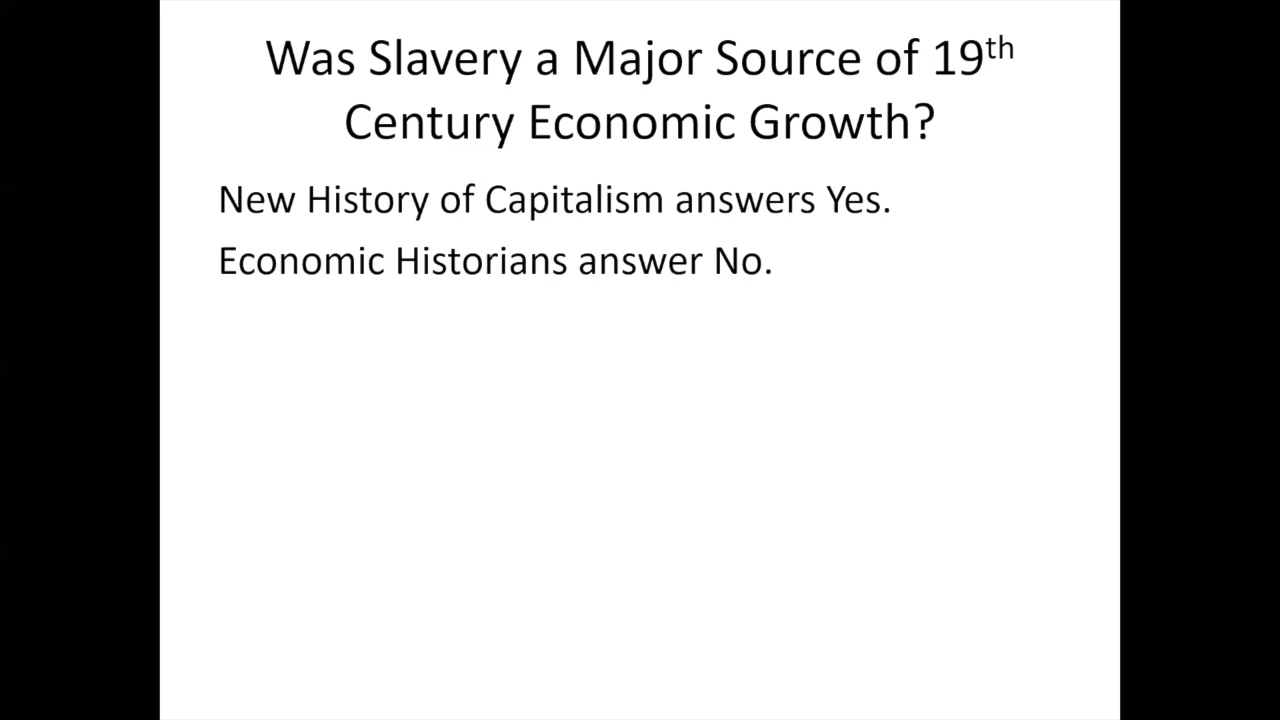 Was Slavery a Major Source of 19th
Century Economic Growth?
New History of Capitalism answers Yes.
Economic Historians answer No.